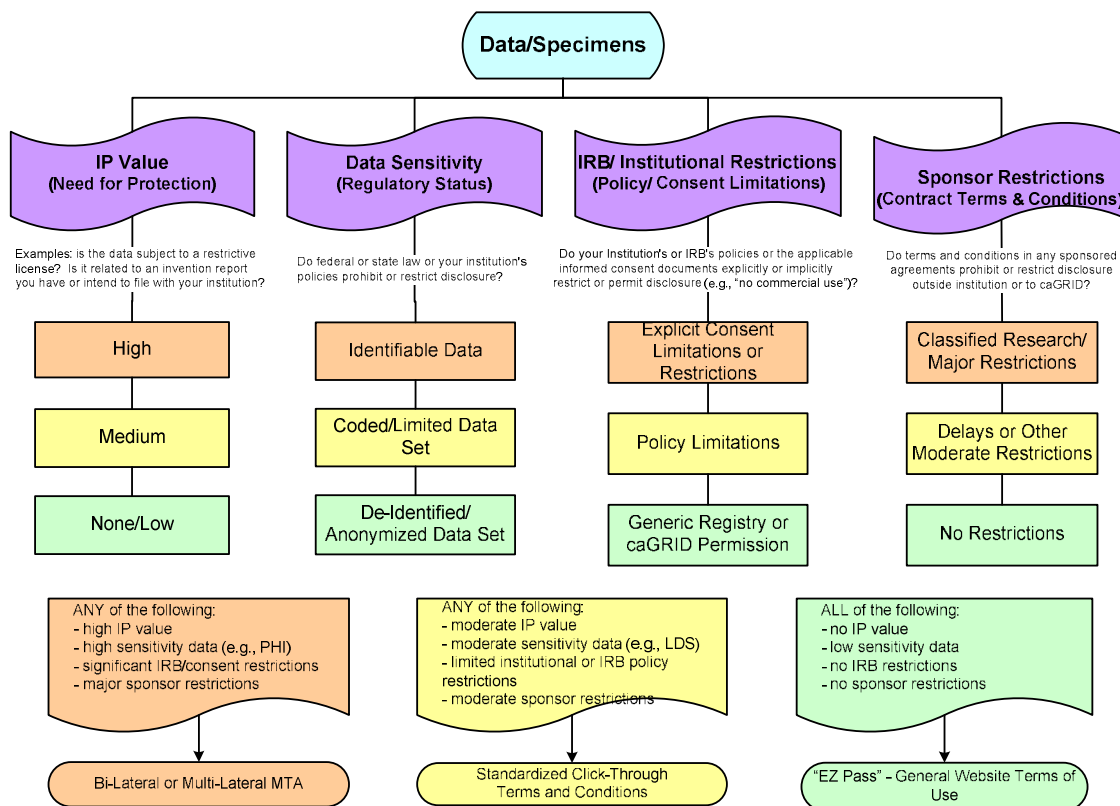 Data/Specimens
IP Value
(Need for Protection)
Data Sensitivity
(Regulatory Status)
IRB/ Institutional Restrictions
(Policy/ Consent Limitations)
Sponsor Restrictions
(Contract Terms & Conditions)
Examples: is the data subject to a restrictive
license?  Is it related to an invention report
you have or intend to file with your institution?
Do federal or state law or your institution's
policies prohibit or restrict disclosure?
Do your Institution's or IRB's policies or the applicable
informed consent documents explicitly or implicitly
restrict or permit disclosure (e.g., “no commercial use”)?
Do terms and conditions in any sponsored
agreements prohibit or restrict disclosure
outside institution or to caGRID?
High
Identifiable Data
Explicit Consent
Limitations or
Restrictions
Classified Research/
Major Restrictions
Medium
Coded/Limited Data
Set
Policy Limitations
Delays or Other
Moderate Restrictions
None/Low
De-Identified/
Anonymized Data Set
Generic Registry or
caGRID Permission
No Restrictions
ANY of the following:
- high IP value
- high sensitivity data (e.g., PHI)
- significant IRB/consent restrictions
- major sponsor restrictions
ANY of the following:
- moderate IP value
- moderate sensitivity data (e.g., LDS)
- limited institutional or IRB policy
restrictions
- moderate sponsor restrictions
ALL of the following:
- no IP value
- low sensitivity data
- no IRB restrictions
- no sponsor restrictions
Bi-Lateral or Multi-Lateral MTA
Standardized Click-Through
Terms and Conditions
“EZ Pass” – General Website Terms of
Use